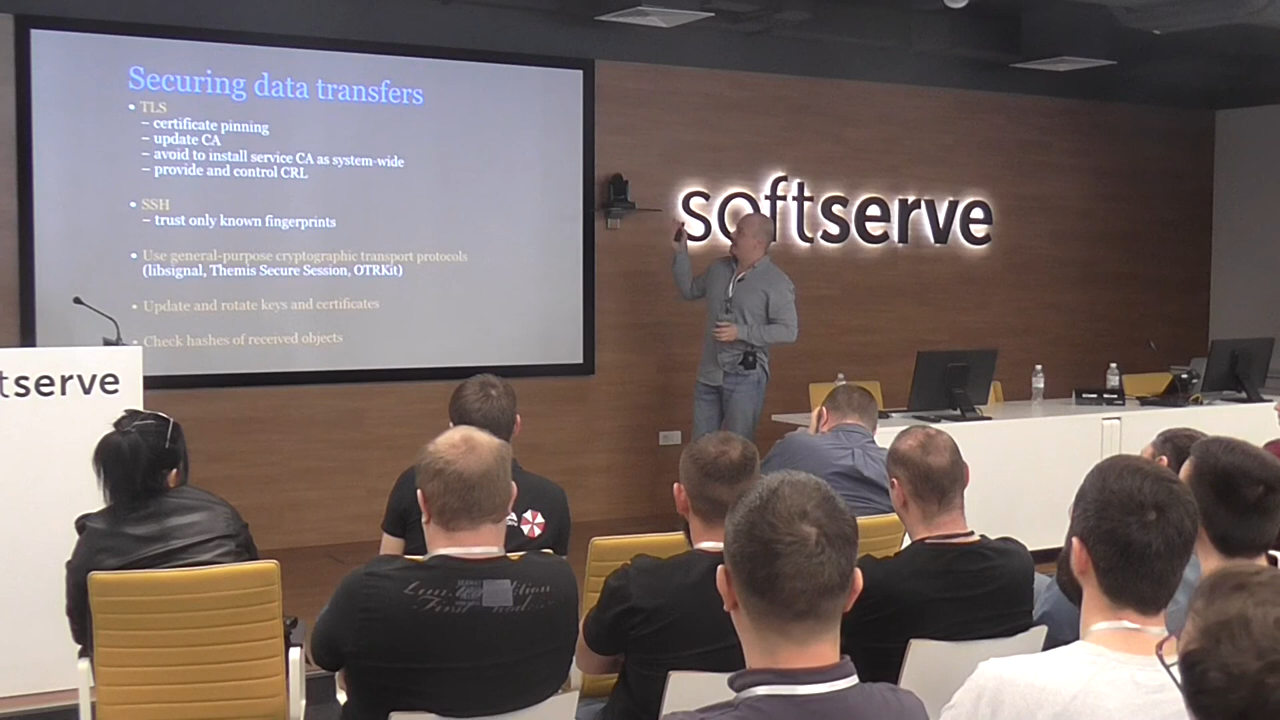 Securing data transfers
• TLS
– certificate pinning
– update CA
– avoid to install service CA as system-wide
– provide and control CRL
• SSH
– trust only known fingerprints
• Use general-purpose cryptographic transport protocols
(libsignal, Themis Secure Session, OTRKit)
• Update and rotate keys and certificates
• Check hashes of received objects
softserve
tserve
First